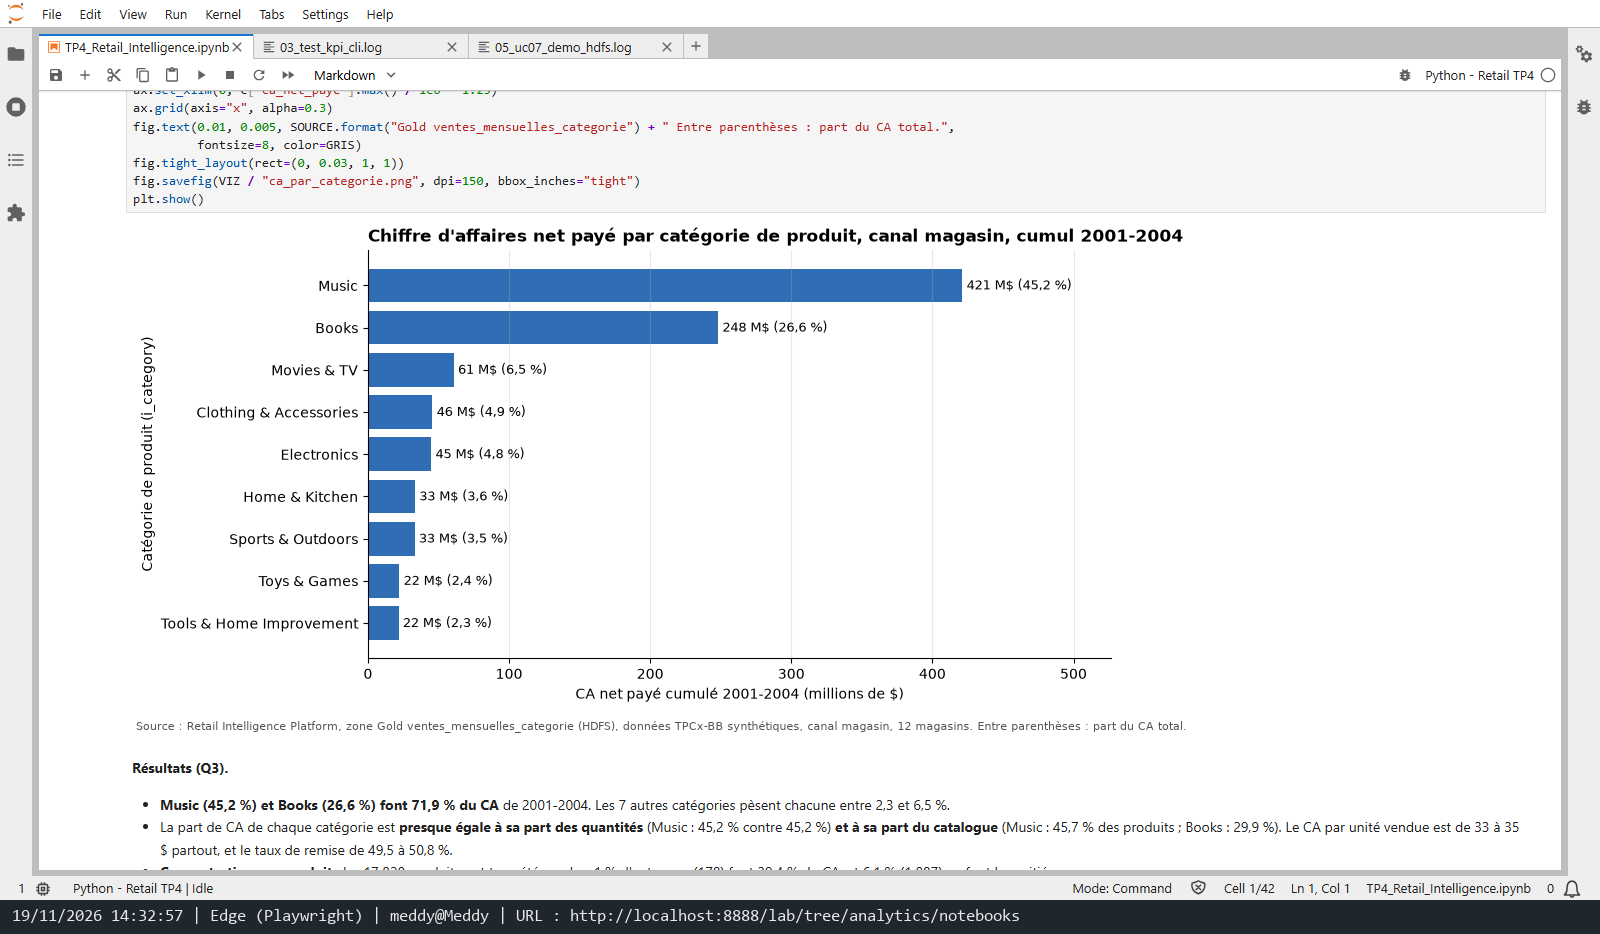 File Edit View Run Kernel Tabs Settings Help
TP4_Retail_Intelligence.ipynb 03_test_kpi_cli.log 05_uc07_demo_hdfs.log
Markdown Python - Retail TP4
ax.grid(axis="x", alpha=0.3)
fig.text(0.01, 0.005, SOURCE.format("Gold ventes_mensuelles_categorie") + " Entre parenthèses : part du CA total.",
fontsize=8, color=GRIS)
fig.tight_layout(rect=(0, 0.03, 1, 1))
fig.savefig(VIZ / "ca_par_categorie.png", dpi=150, bbox_inches="tight")
plt.show()
Chiffre d'affaires net payé par catégorie de produit, canal magasin, cumul 2001-2004
Catégorie de produit (i_category)
Music 421 M$ (45,2 %)
Books 248 M$ (26,6 %)
Movies & TV 61 M$ (6,5 %)
Clothing & Accessories 46 M$ (4,9 %)
Electronics 45 M$ (4,8 %)
Home & Kitchen 33 M$ (3,6 %)
Sports & Outdoors 33 M$ (3,5 %)
Toys & Games 22 M$ (2,4 %)
Tools & Home Improvement 22 M$ (2,3 %)
0 100 200 300 400 500
CA net payé cumulé 2001-2004 (millions de $)
Source : Retail Intelligence Platform, zone Gold ventes_mensuelles_categorie (HDFS), données TPCx-BB synthétiques, canal magasin, 12 magasins. Entre parenthèses : part du CA total.
Résultats (Q3).
• Music (45,2 %) et Books (26,6 %) font 71,9 % du CA de 2001-2004. Les 7 autres catégories pèsent chacune entre 2,3 et 6,5 %.
• La part de CA de chaque catégorie est presque égale à sa part des quantités (Music : 45,2 % contre 45,2 %) et à sa part du catalogue (Music : 45,7 % des produits ; Books : 29,9 %). Le CA par unité vendue est de 33 à 35
$ partout, et le taux de remise de 49,5 à 50,8 %.
1 Python - Retail TP4 | Idle Mode: Command Cell 1/42 Ln 1, Col 1 TP4_Retail_Intelligence.ipynb 0
19/11/2026 14:32:57 | Edge (Playwright) | meddy@Meddy | URL : http://localhost:8888/lab/tree/analytics/notebooks